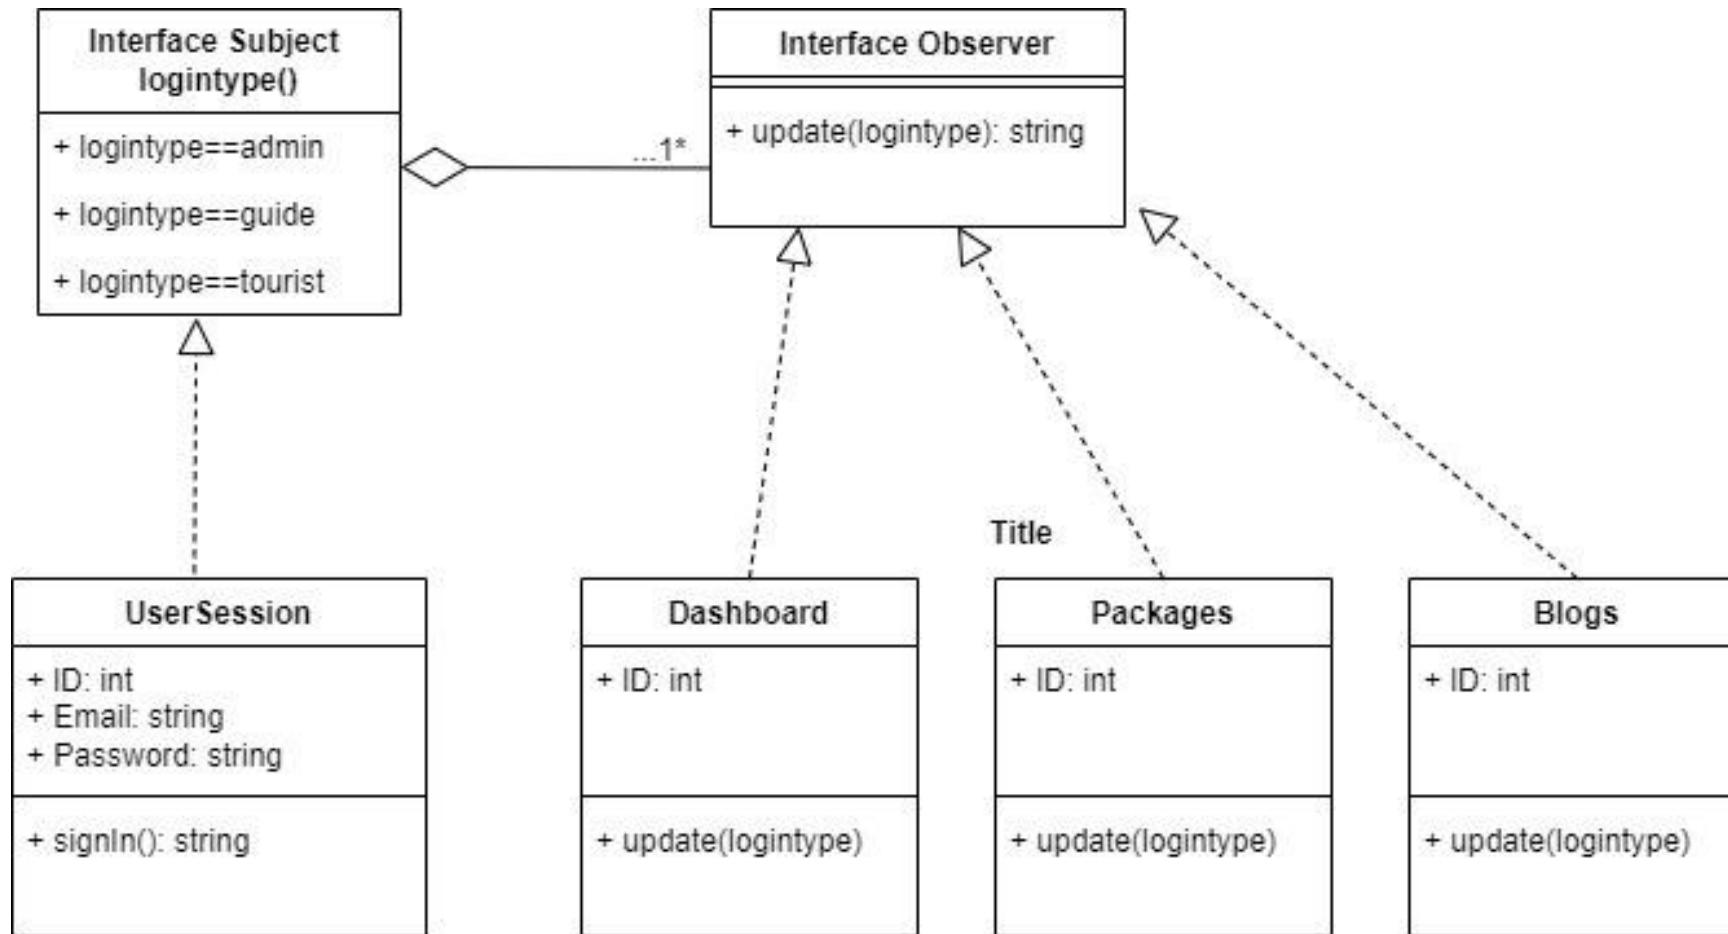 Interface Subject
logintype()
+ logintype==admin
+ logintype==guide
+ logintype==tourist
...1*
Interface Observer
+ update(logintype): string
Title
UserSession
+ ID: int
+ Email: string
+ Password: string
+ signIn(): string
Dashboard
+ ID: int
+ update(logintype)
Packages
+ ID: int
+ update(logintype)
Blogs
+ ID: int
+ update(logintype)